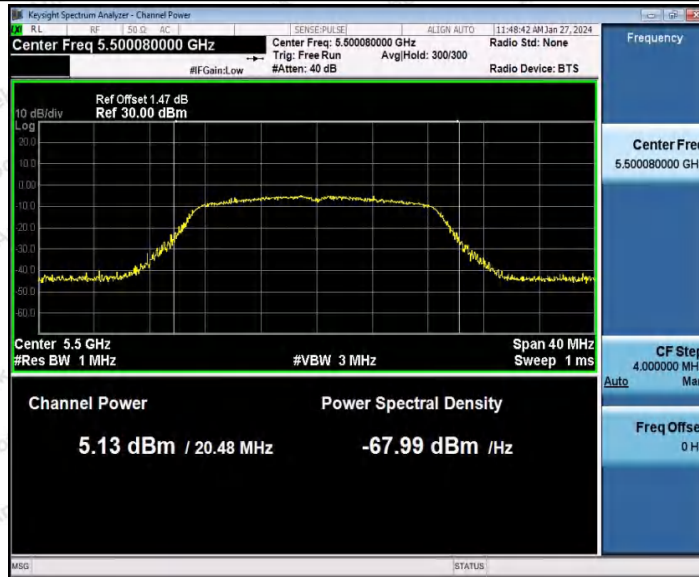 Keysight Spectrum Analyzer - Channel Power
RL RF 50 Ω AC SENSE:PULSE ALIGN AUTO 11:48:42 AM Jan 27, 2024
Center Freq 5.500080000 GHz
Center Freq: 5.500080000 GHz
Radio Std: None
Trig: Free Run Avg|Hold: 300/300
#IFGain:Low
#Atten: 40 dB
Radio Device: BTS
Ref Offset 1.47 dB
10 dB/div Ref 30.00 dBm
Log
20.0
10.0
0.00
-10.0
-20.0
-30.0
-40.0
-50.0
-60.0
Center 5.5 GHz
Span 40 MHz
#Res BW 1 MHz
#VBW 3 MHz
Sweep 1 ms
Channel Power
Power Spectral Density
5.13 dBm / 20.48 MHz
-67.99 dBm /Hz
MSG
STATUS
Frequency
Center Fre
5.500080000 GH
CF Step
4.000000 MH
Auto Ma
Freq Offse
0 H